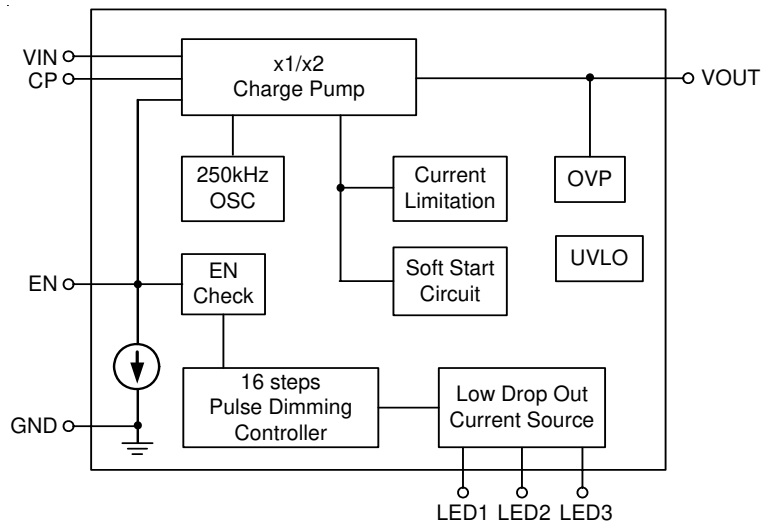 VIN
CP
x1/x2
Charge Pump
VOUT
250kHz
OSC
Current
Limitation
OVP
EN
EN
Check
Soft Start
Circuit
UVLO
GND
16 steps
Pulse Dimming
Controller
Low Drop Out
Current Source
LED1 LED2 LED3